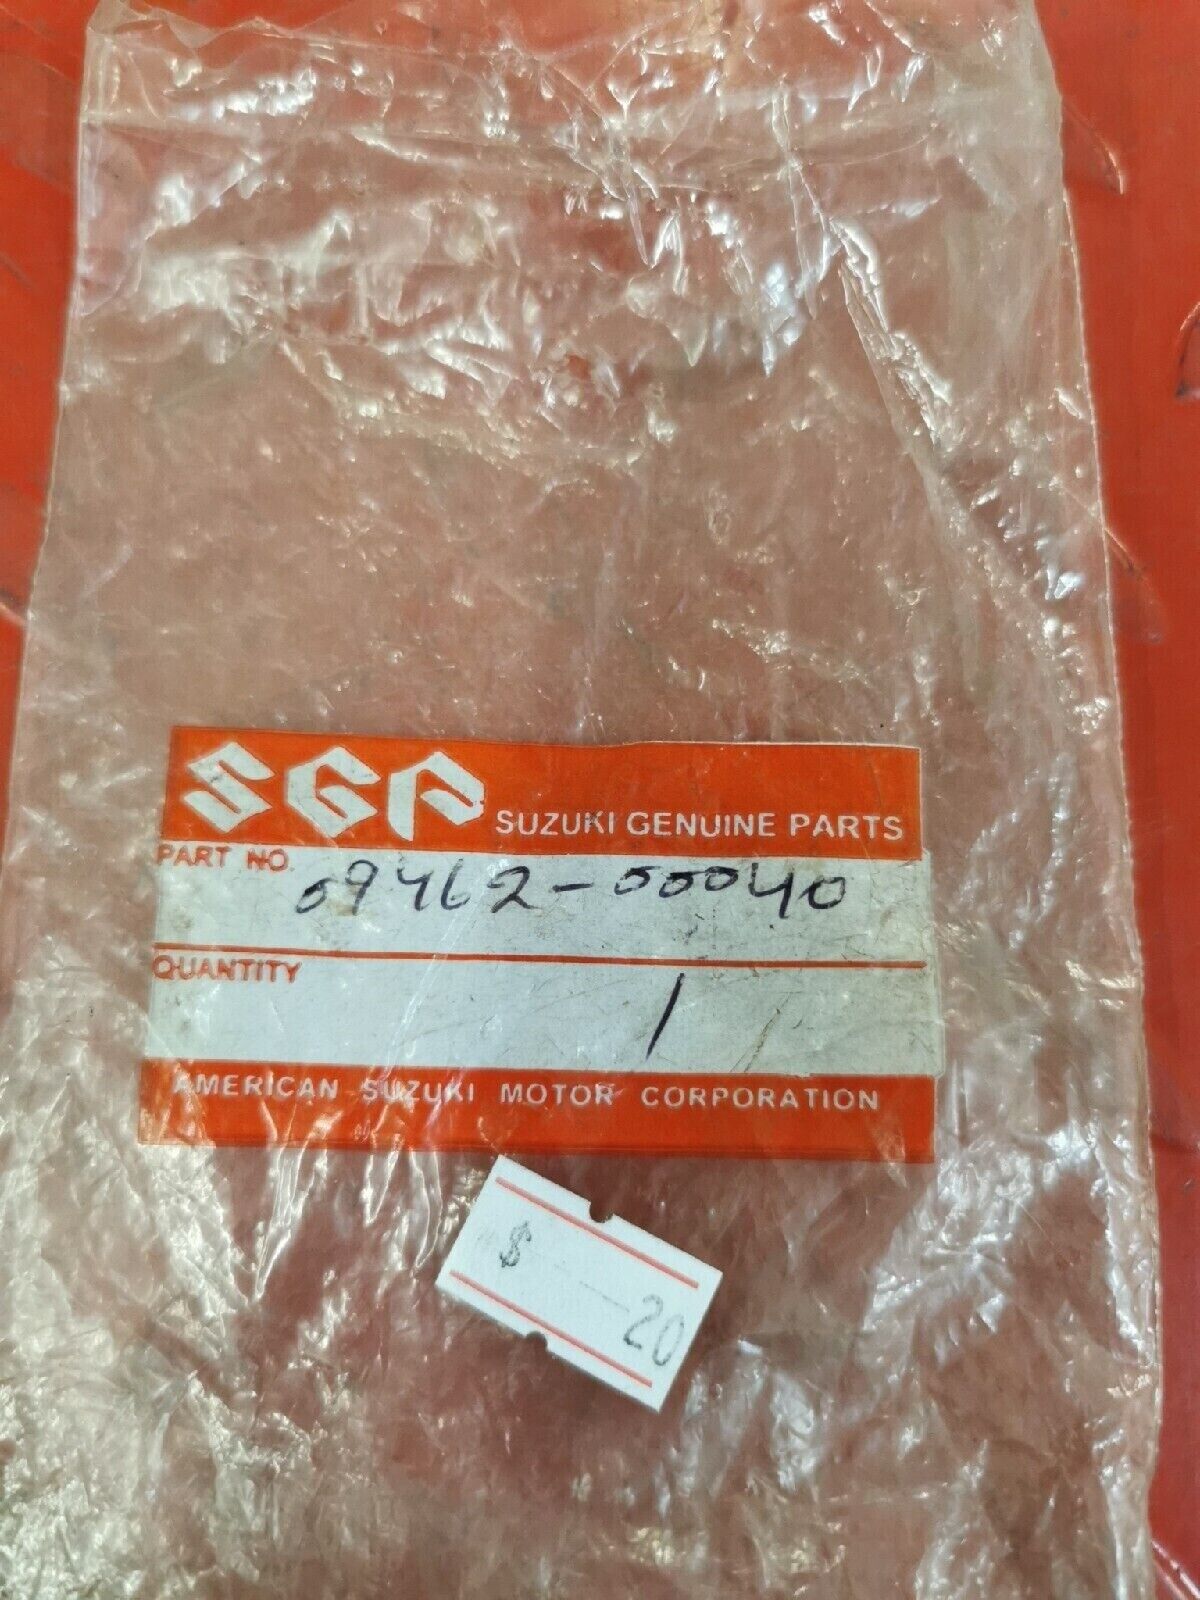 SGP SUZUKI GENUINE PARTS
PART NO. 09462-00040
QUANTITY 1
AMERICAN SUZUKI MOTOR CORPORATION
$ 20